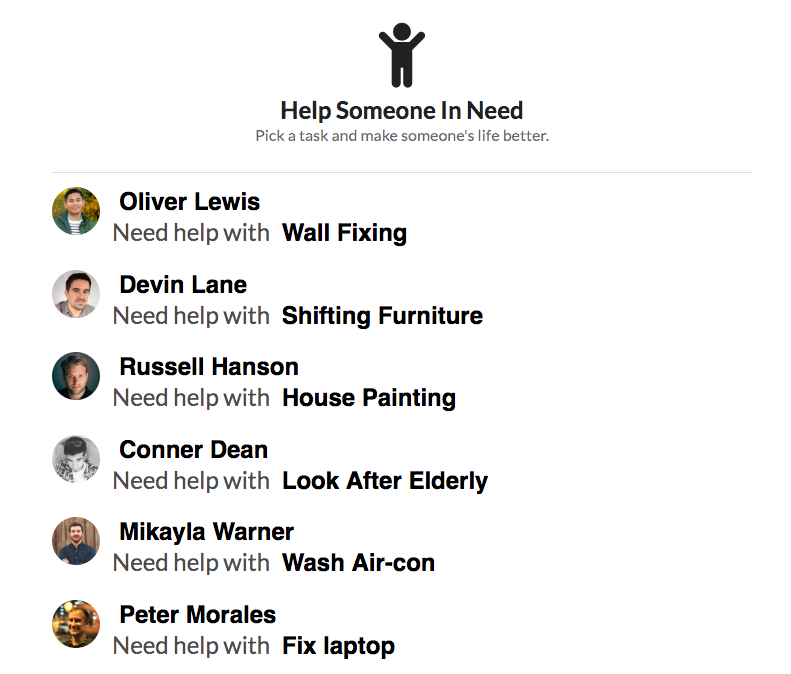 Help Someone In Need
Pick a task and make someone's life better.
Oliver Lewis
Need help with Wall Fixing
Devin Lane
Need help with Shifting Furniture
Russell Hanson
Need help with House Painting
Conner Dean
Need help with Look After Elderly
Mikayla Warner
Need help with Wash Air-con
Peter Morales
Need help with Fix laptop